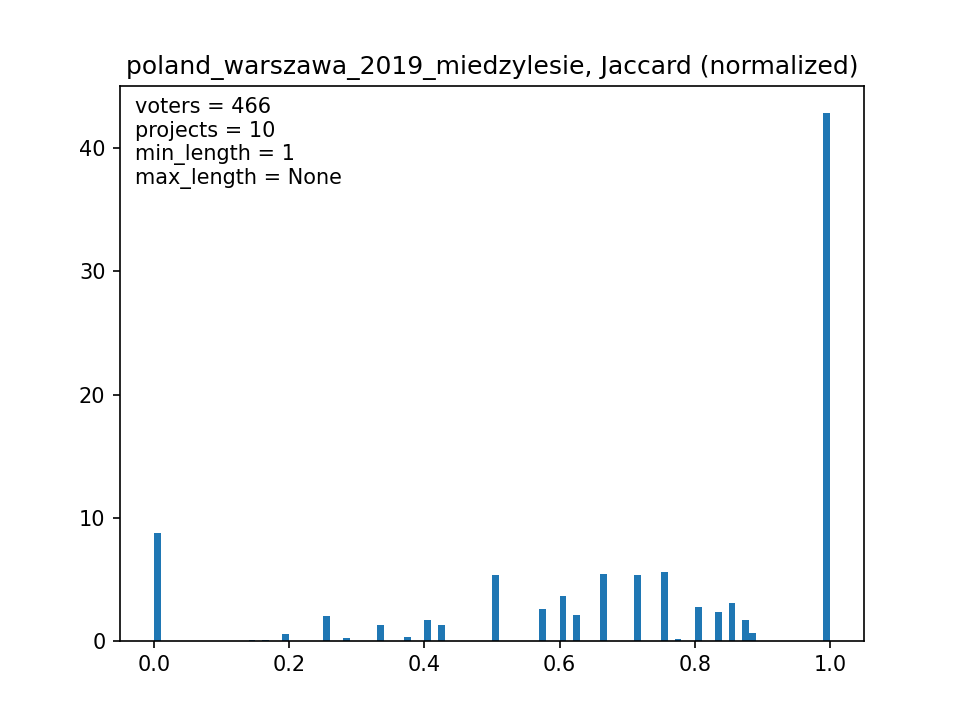 poland_warszawa_2019_miedzylesie, Jaccard (normalized)
voters = 466
projects = 10
min_length = 1
max_length = None
40
30
20
10
0
0.0 0.2 0.4 0.6 0.8 1.0